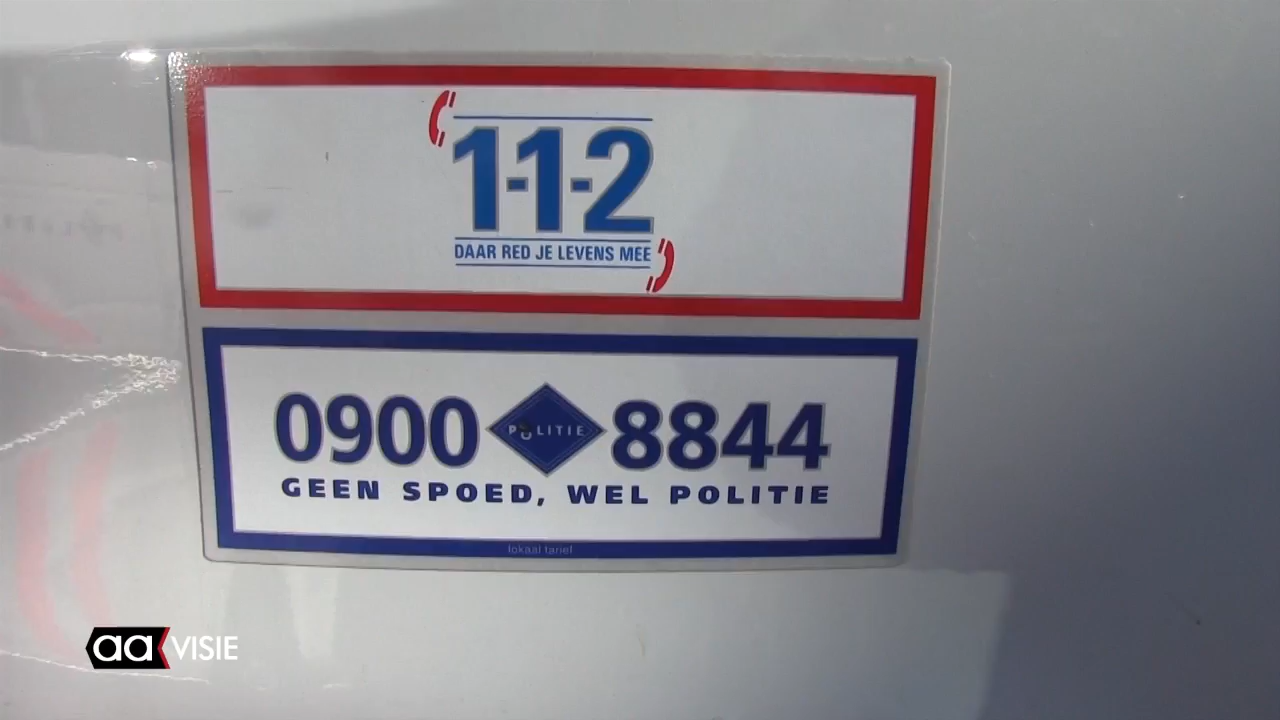 1-1-2
DAAR RED JE LEVENS MEE
0900 POLITIE 8844
GEEN SPOED, WEL POLITIE
lokaal tarief
aa VISIE